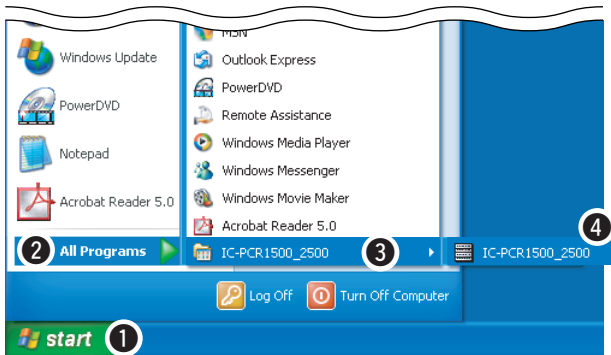 MSN
Windows Update
Outlook Express
PowerDVD
PowerDVD
Remote Assistance
Notepad
Windows Media Player
Windows Messenger
Acrobat Reader 5.0
Windows Movie Maker
Acrobat Reader 5.0
2 All Programs
IC-PCR1500_2500 3
IC-PCR1500_2500 4
Log Off
Turn Off Computer
start 1